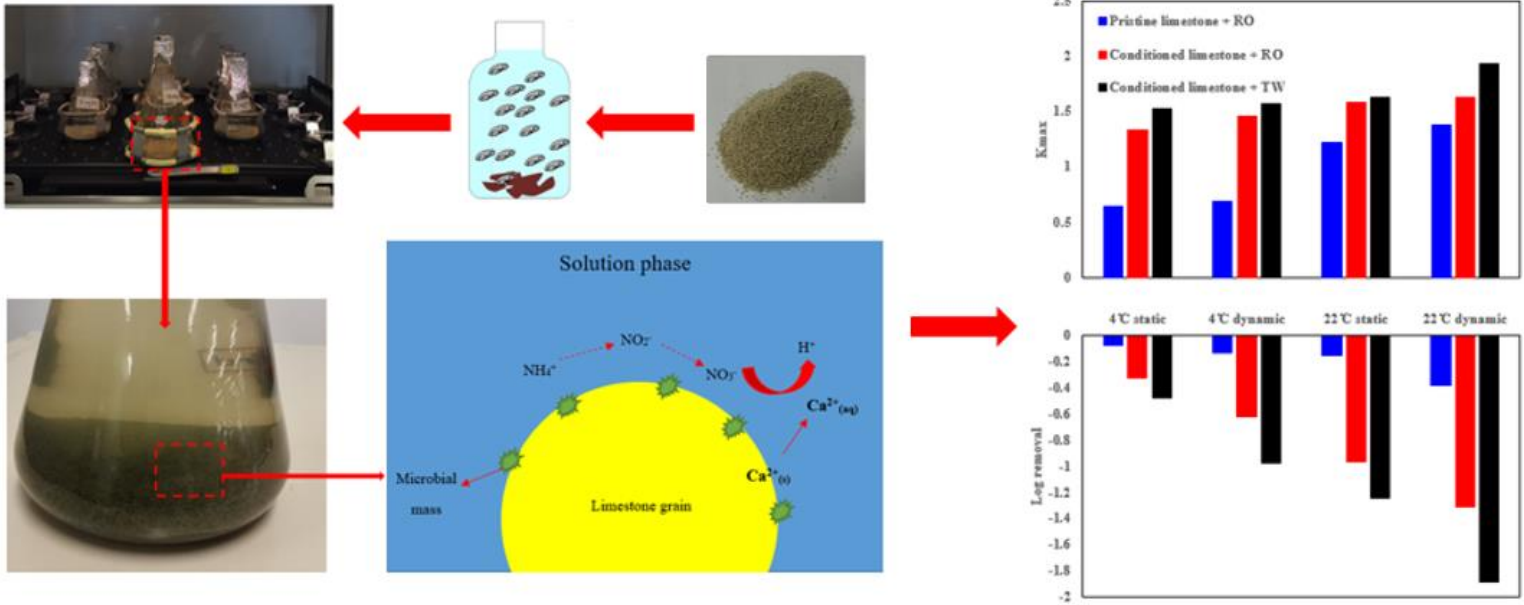 Solution phase
NO₂⁻
NH₄⁺
NO₃⁻
H⁺
Ca²⁺(aq)
Ca²⁺(s)
Microbial
mass
Limestone grain
Pristine limestone + RO
Conditioned limestone + RO
Conditioned limestone + TW
Kmax
2.5
2
1.5
1
0.5
0
4℃ static
4℃ dynamic
22℃ static
22℃ dynamic
Log removal
0
-0.2
-0.4
-0.6
-0.8
-1
-1.2
-1.4
-1.6
-1.8
-2